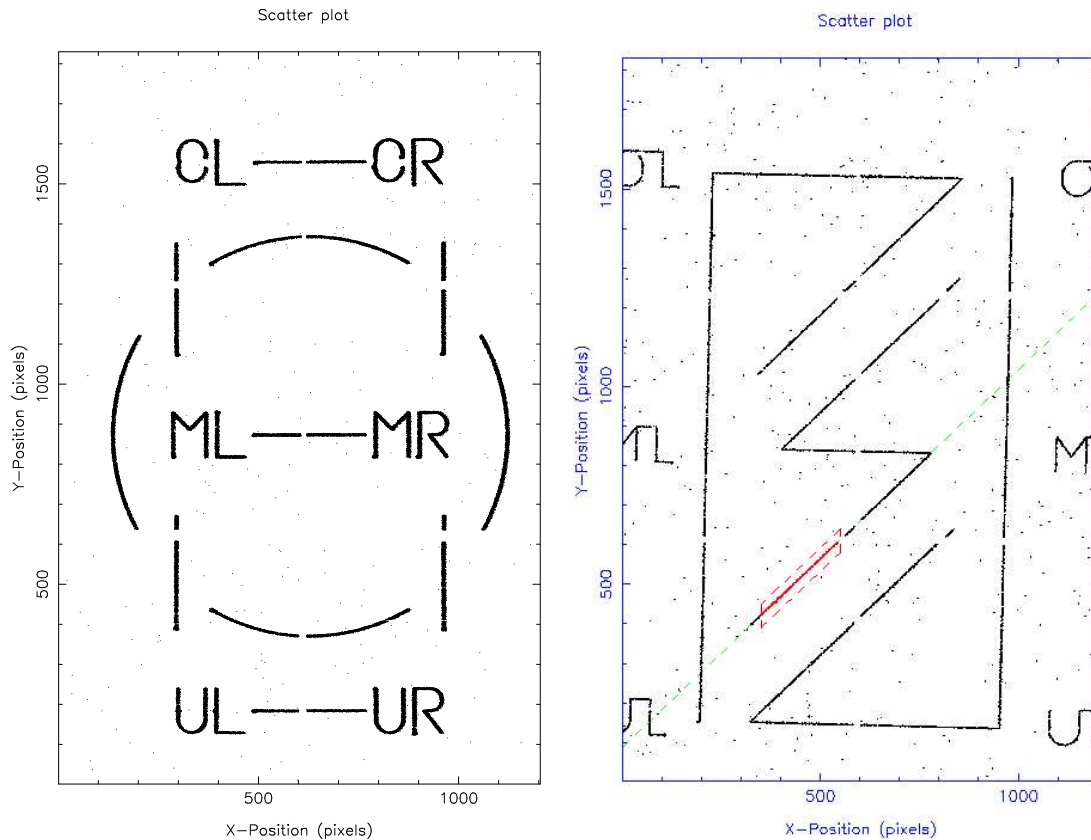 Scatter plot
CL CR
ML MR
UL UR
500
1000
1500
Y-Position (pixels)
500 1000
X-Position (pixels)
Scatter plot
500
1000
1500
Y-Position (pixels)
500 1000
X-Position (pixels)